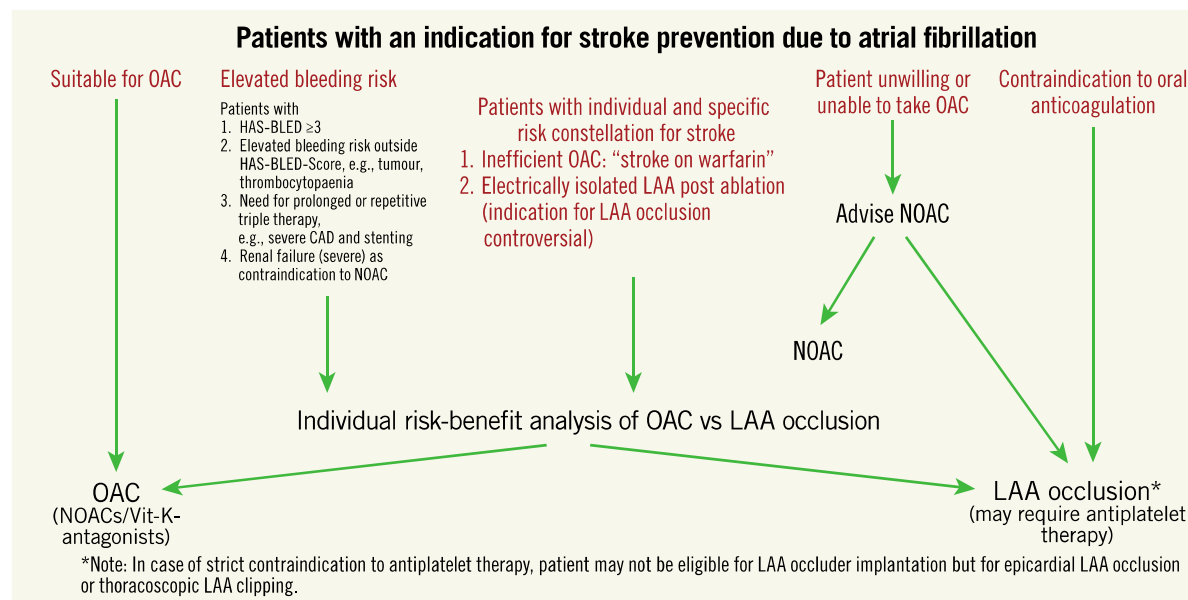 Patients with an indication for stroke prevention due to atrial fibrillation
Suitable for OAC
Elevated bleeding risk
Patients with
1. HAS-BLED ≥3
2. Elevated bleeding risk outside
HAS-BLED-Score, e.g., tumour,
thrombocytopaenia
3. Need for prolonged or repetitive
triple therapy,
e.g., severe CAD and stenting
4. Renal failure (severe) as
contraindication to NOAC
Patients with individual and specific
risk constellation for stroke
1. Inefficient OAC: “stroke on warfarin”
2. Electrically isolated LAA post ablation
(indication for LAA occlusion
controversial)
Patient unwilling or
unable to take OAC
Contraindication to oral
anticoagulation
Advise NOAC
NOAC
Individual risk-benefit analysis of OAC vs LAA occlusion
OAC
(NOACs/Vit-K-
antagonists)
LAA occlusion*
(may require antiplatelet
therapy)
*Note: In case of strict contraindication to antiplatelet therapy, patient may not be eligible for LAA occluder implantation but for epicardial LAA occlusion
or thoracoscopic LAA clipping.